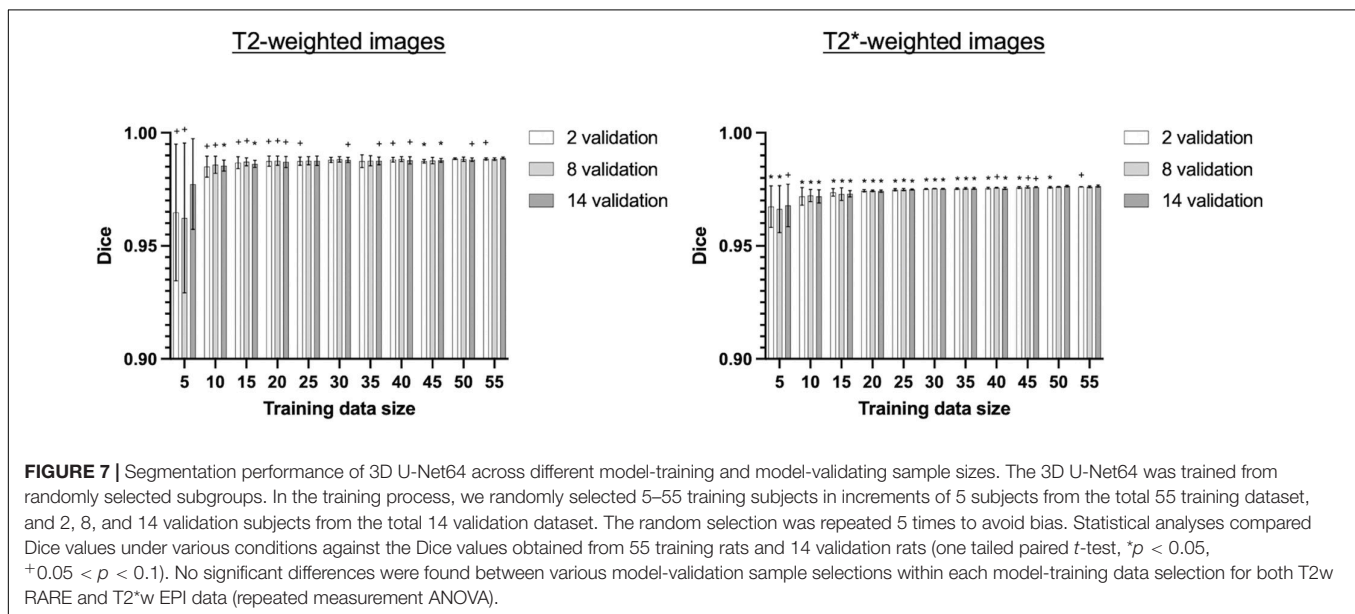 T2-weighted images
+ +
+ + * + + * + + + + + + + + * * + +
1.00
0.95
0.90
Dice
5 10 15 20 25 30 35 40 45 50 55
Training data size
2 validation
8 validation
14 validation
T2*-weighted images
* * + * * * * * * * * * * * * * * * * * * * + * * + + * +
1.00
0.95
0.90
Dice
5 10 15 20 25 30 35 40 45 50 55
Training data size
2 validation
8 validation
14 validation
FIGURE 7 | Segmentation performance of 3D U-Net64 across different model-training and model-validating sample sizes. The 3D U-Net64 was trained from
randomly selected subgroups. In the training process, we randomly selected 5–55 training subjects in increments of 5 subjects from the total 55 training dataset,
and 2, 8, and 14 validation subjects from the total 14 validation dataset. The random selection was repeated 5 times to avoid bias. Statistical analyses compared
Dice values under various conditions against the Dice values obtained from 55 training rats and 14 validation rats (one tailed paired t-test, *p < 0.05,
+0.05 < p < 0.1). No significant differences were found between various model-validation sample selections within each model-training data selection for both T2w
RARE and T2*w EPI data (repeated measurement ANOVA).